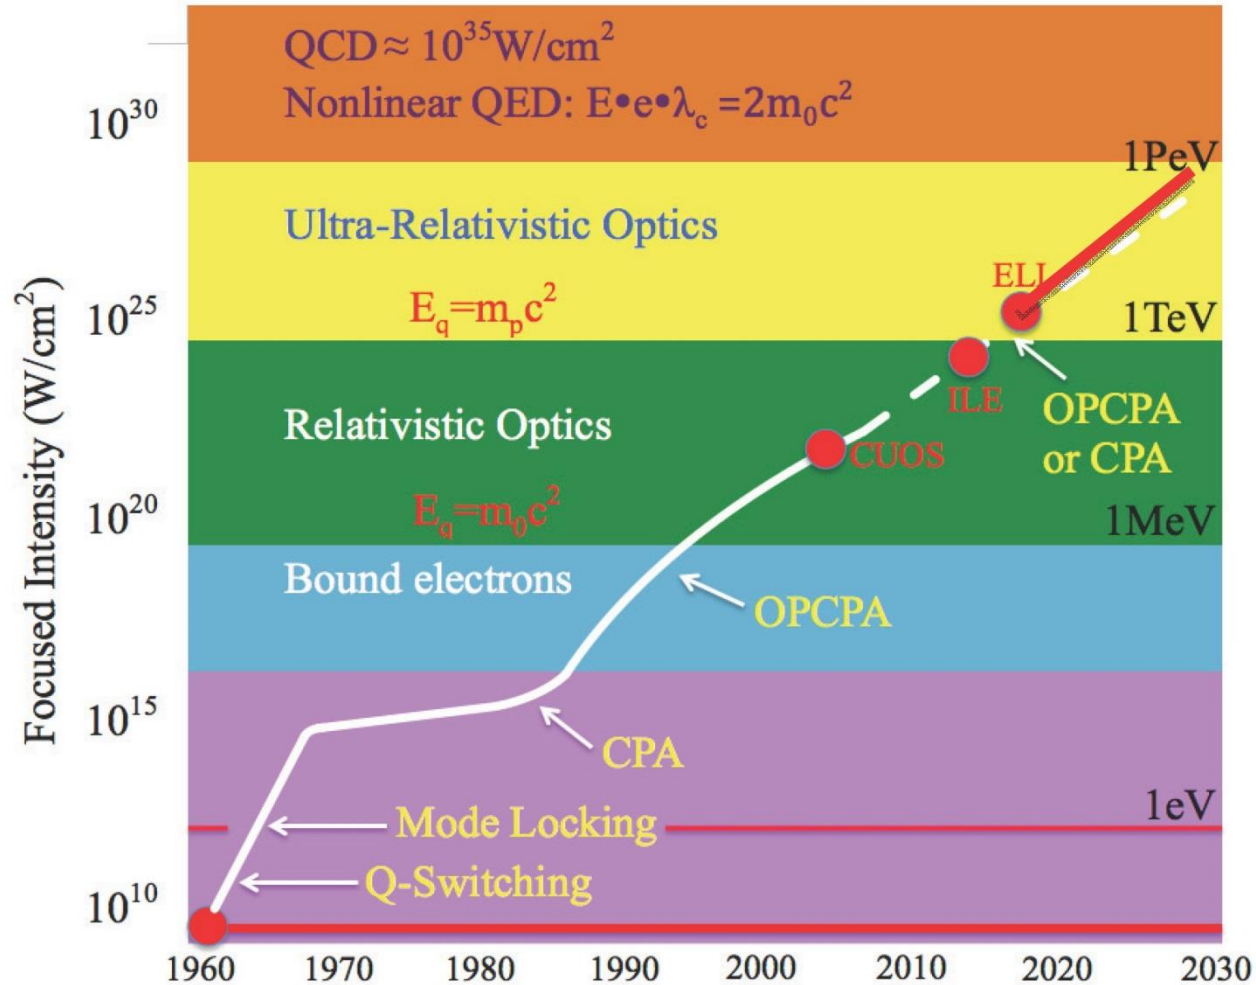 QCD ≈ 10³⁵W/cm²
Nonlinear QED: E•e•λc =2m₀c²
10³⁰
1PeV
Ultra-Relativistic Optics
ELI
Eq=mpc²
10²⁵
1TeV
ILE
OPCPA
or CPA
Relativistic Optics
CUOS
Eq=m₀c²
10²⁰
1MeV
Bound electrons
OPCPA
10¹⁵
CPA
1eV
Mode Locking
Q-Switching
10¹⁰
Focused Intensity (W/cm²)
1960 1970 1980 1990 2000 2010 2020 2030